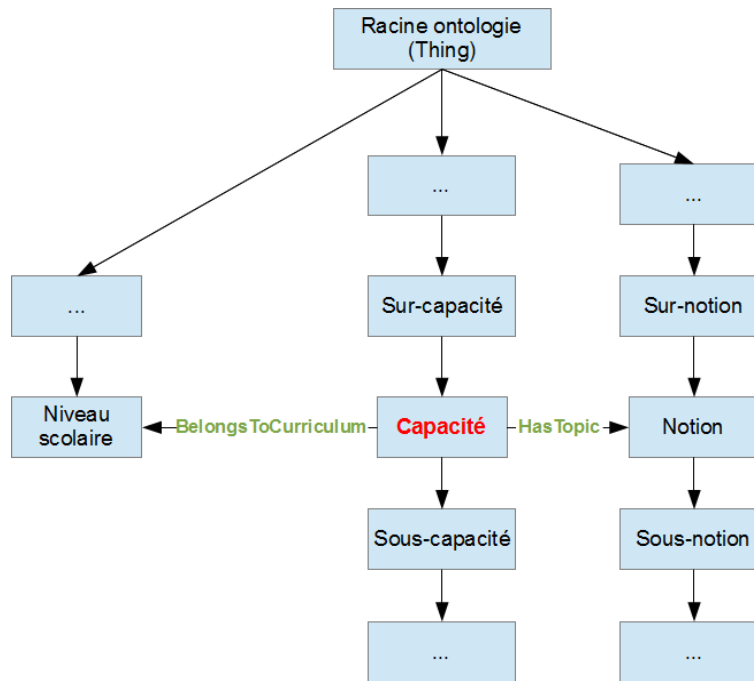 Racine ontologie
(Thing)
...
...
...
Sur-capacité
Sur-notion
Niveau
scolaire
BelongsToCurriculum
Capacité
HasTopic
Notion
Sous-capacité
Sous-notion
...
...